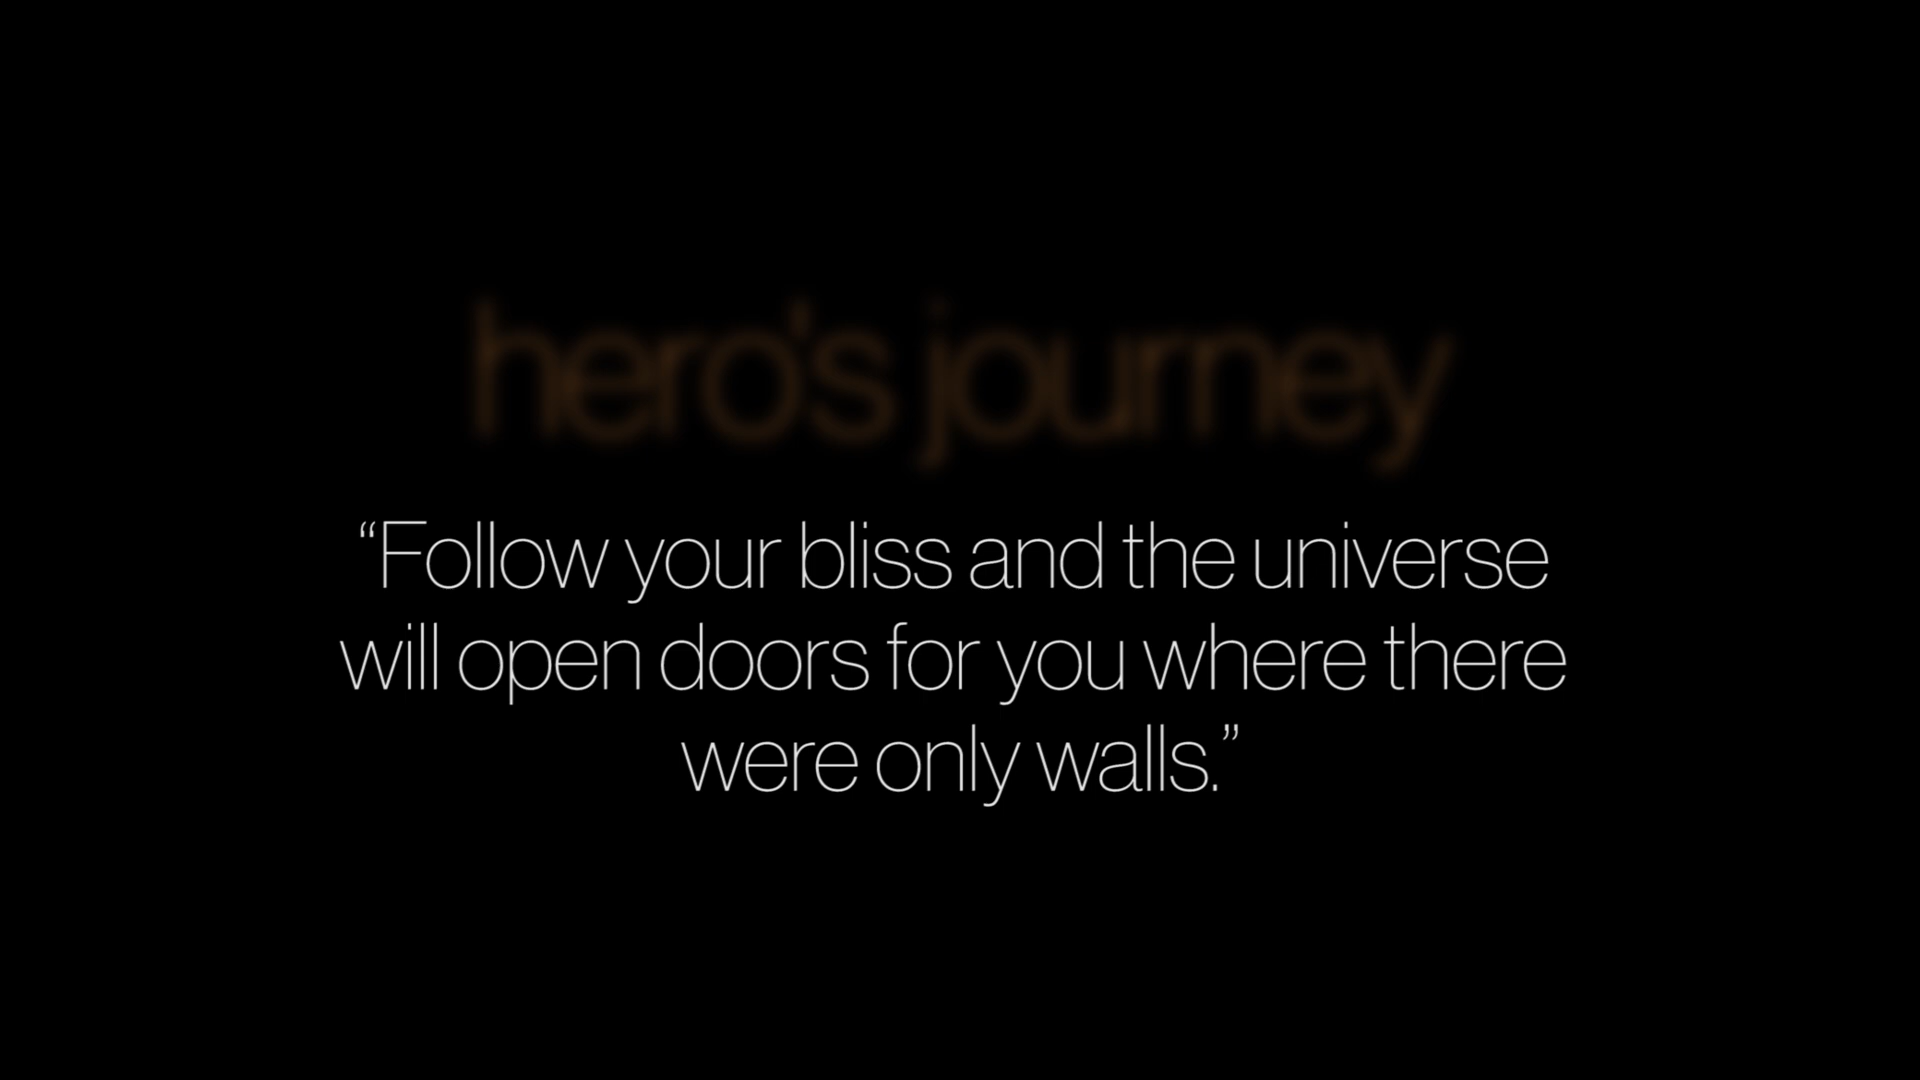 hero's journey
“Follow your bliss and the universe
will open doors for you where there
were only walls.”